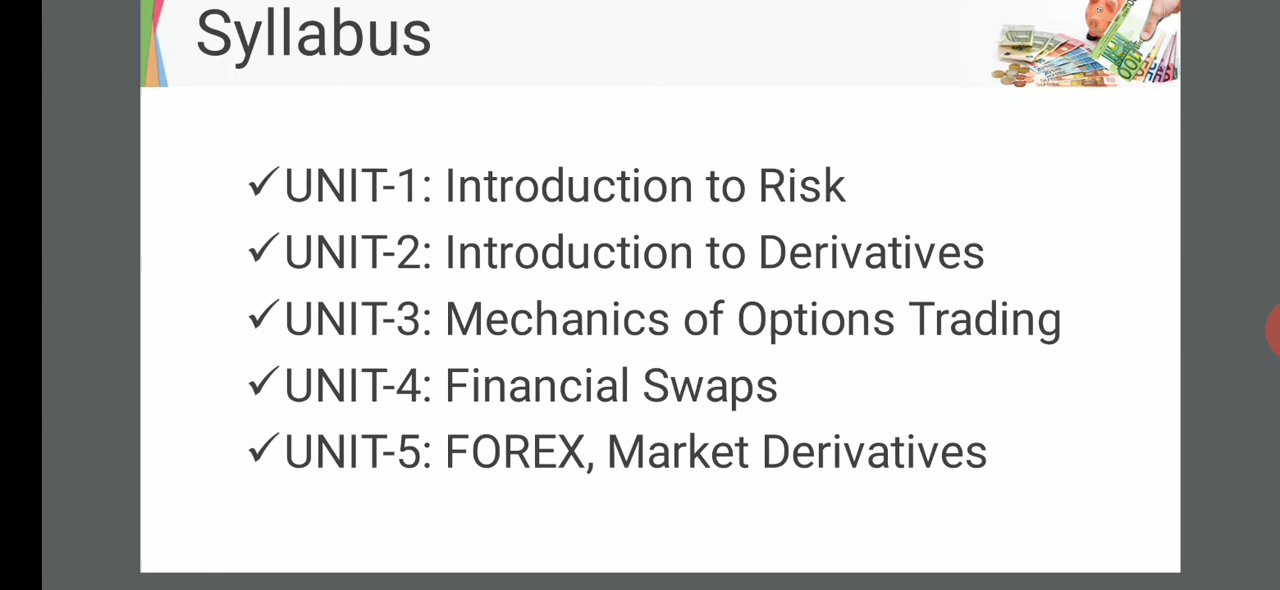 Syllabus
✓UNIT-1: Introduction to Risk
✓UNIT-2: Introduction to Derivatives
✓UNIT-3: Mechanics of Options Trading
✓UNIT-4: Financial Swaps
✓UNIT-5: FOREX, Market Derivatives